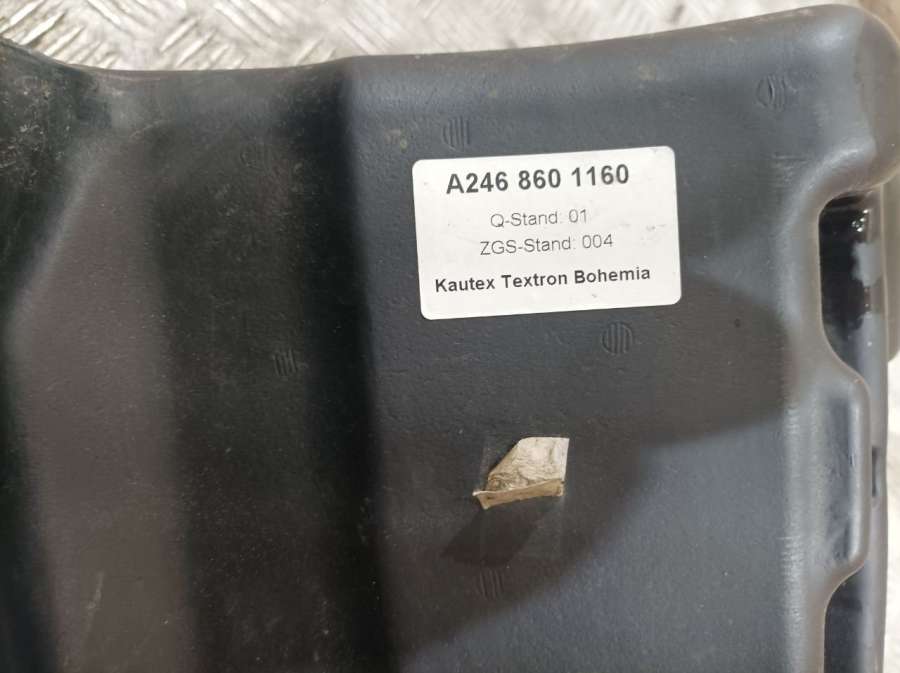 A246 860 1160
Q-Stand: 01
ZGS-Stand: 004
Kautex Textron Bohemia